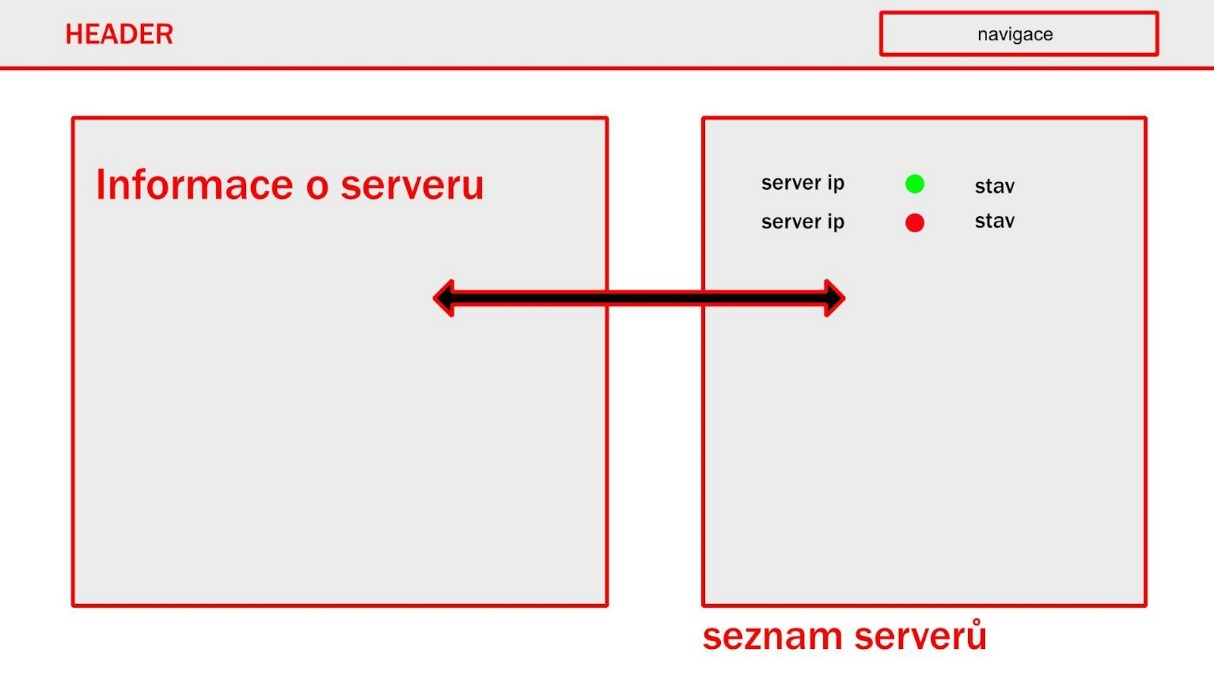 HEADER
navigace
Informace o serveru
server ip stav
server ip stav
seznam serverů